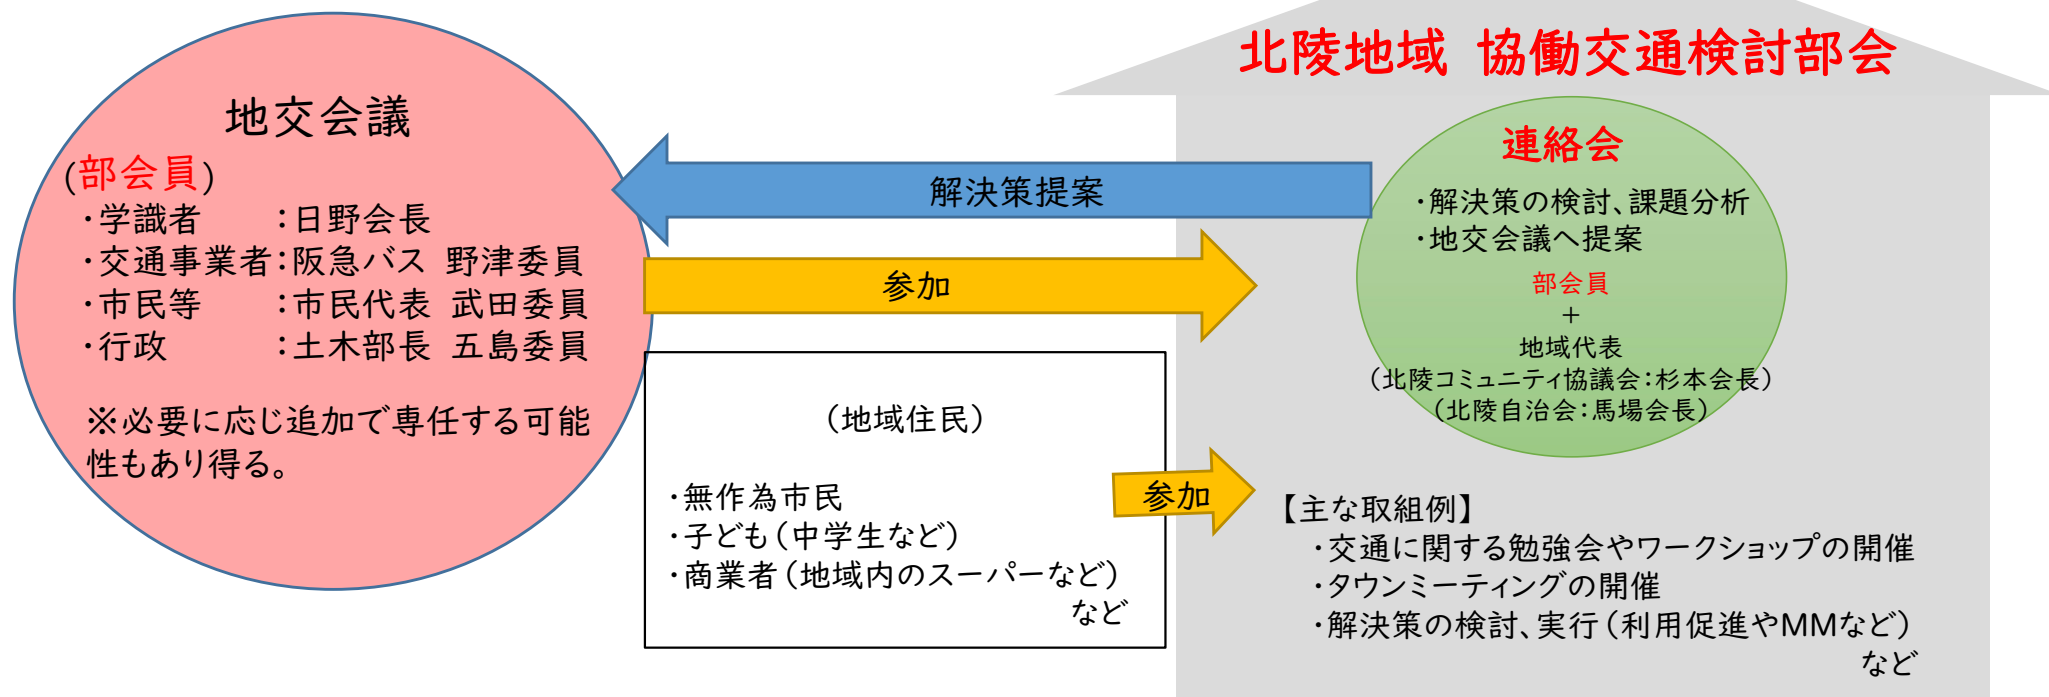 地交会議
(部会員)
・学識者　　：日野会長
・交通事業者：阪急バス 野津委員
・市民等　　：市民代表 武田委員
・行政　　　：土木部長 五島委員
※必要に応じ追加で専任する可能
性もあり得る。
解決策提案
参加
（地域住民）
・無作為市民
・子ども（中学生など）
・商業者（地域内のスーパーなど）
など
参加
北陵地域 協働交通検討部会
連絡会
・解決策の検討、課題分析
・地交会議へ提案
部会員
+
地域代表
（北陵コミュニティ協議会：杉本会長）
（北陵自治会：馬場会長）
【主な取組例】
・交通に関する勉強会やワークショップの開催
・タウンミーティングの開催
・解決策の検討、実行（利用促進やMMなど）
など